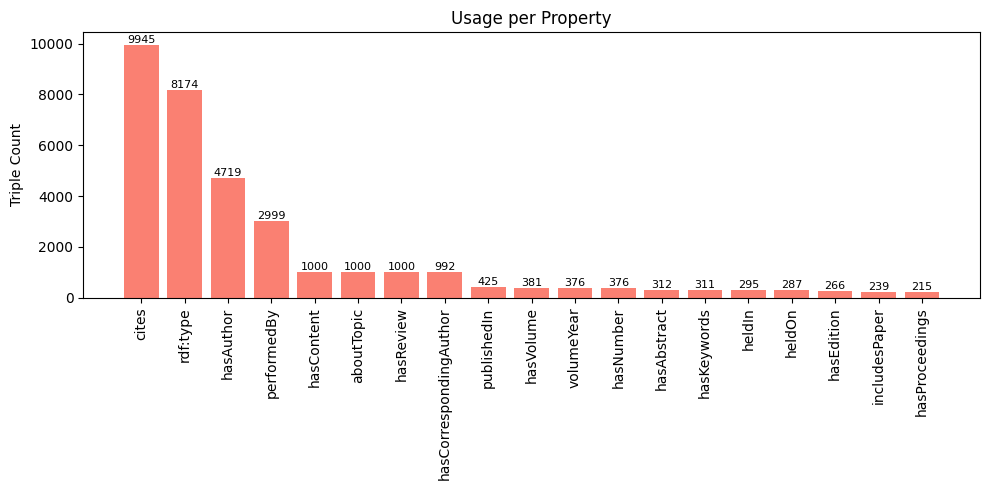 Usage per Property
Triple Count
10000
8000
6000
4000
2000
0
9945
8174
4719
2999
1000
1000
1000
992
425
381
376
376
312
311
295
287
266
239
215
cites
rdf:type
hasAuthor
performedBy
hasContent
aboutTopic
hasReview
hasCorrespondingAuthor
publishedIn
hasVolume
volumeYear
hasNumber
hasAbstract
hasKeywords
heldIn
heldOn
hasEdition
includesPaper
hasProceedings